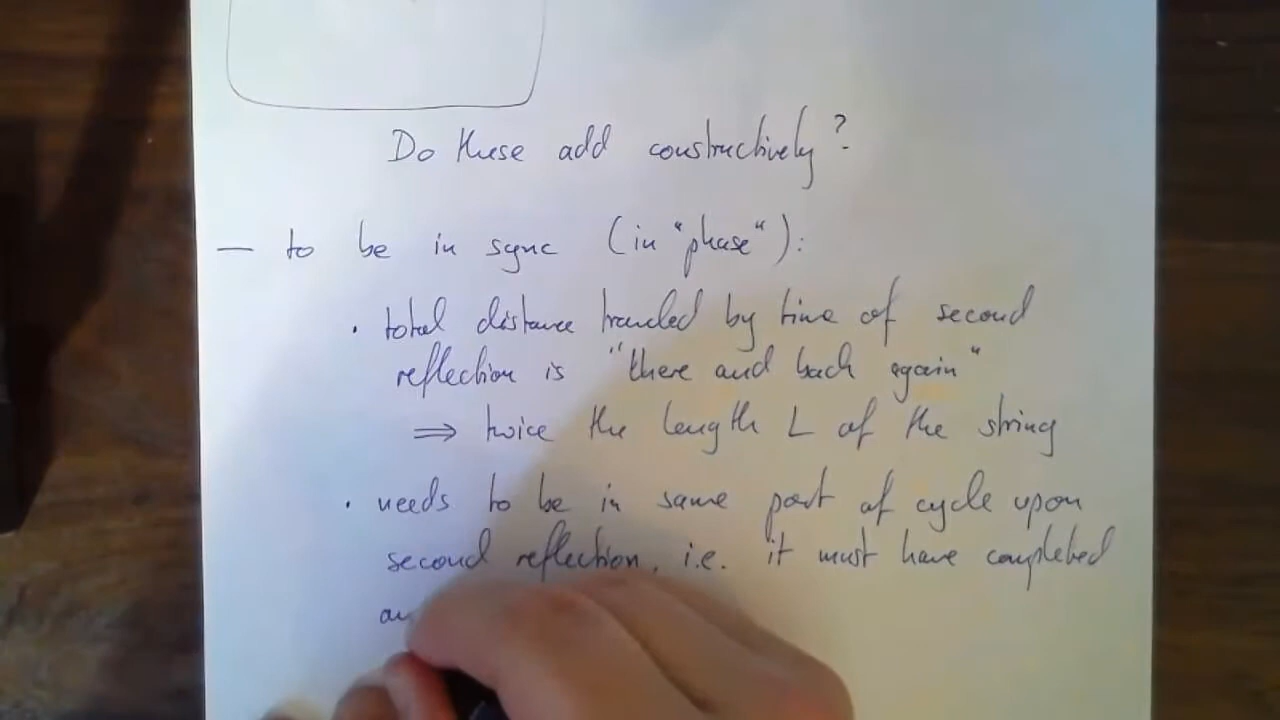 Do these add constructively?
— to be in sync (in "phase"):
· total distance traveled by time of second
reflection is "there and back again"
⇒ twice the length L of the string
· needs to be in same part of cycle upon
second reflection, i.e. it must have completed